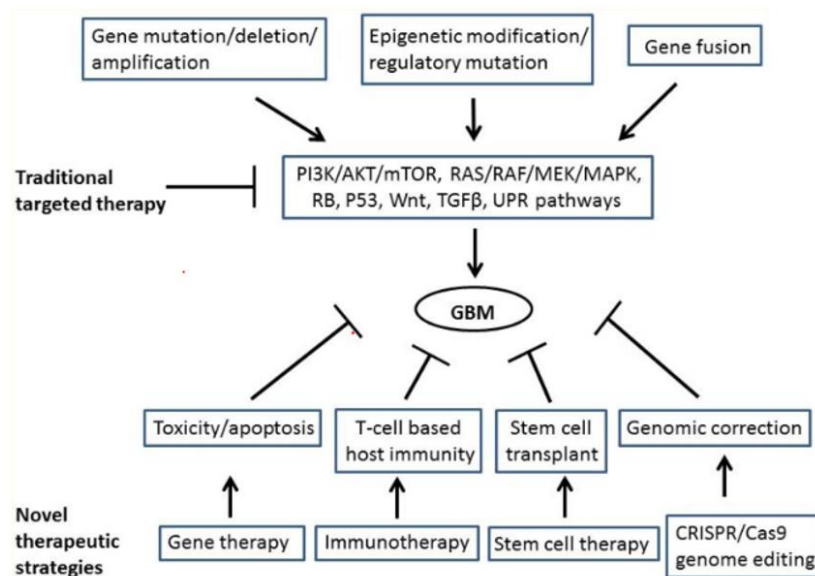 Gene mutation/deletion/
amplification
Epigenetic modification/
regulatory mutation
Gene fusion
Traditional
targeted therapy
PI3K/AKT/mTOR, RAS/RAF/MEK/MAPK,
RB, P53, Wnt, TGFβ, UPR pathways
GBM
Toxicity/apoptosis
T-cell based
host immunity
Stem cell
transplant
Genomic correction
Novel
therapeutic
strategies
Gene therapy
Immunotherapy
Stem cell therapy
CRISPR/Cas9
genome editing